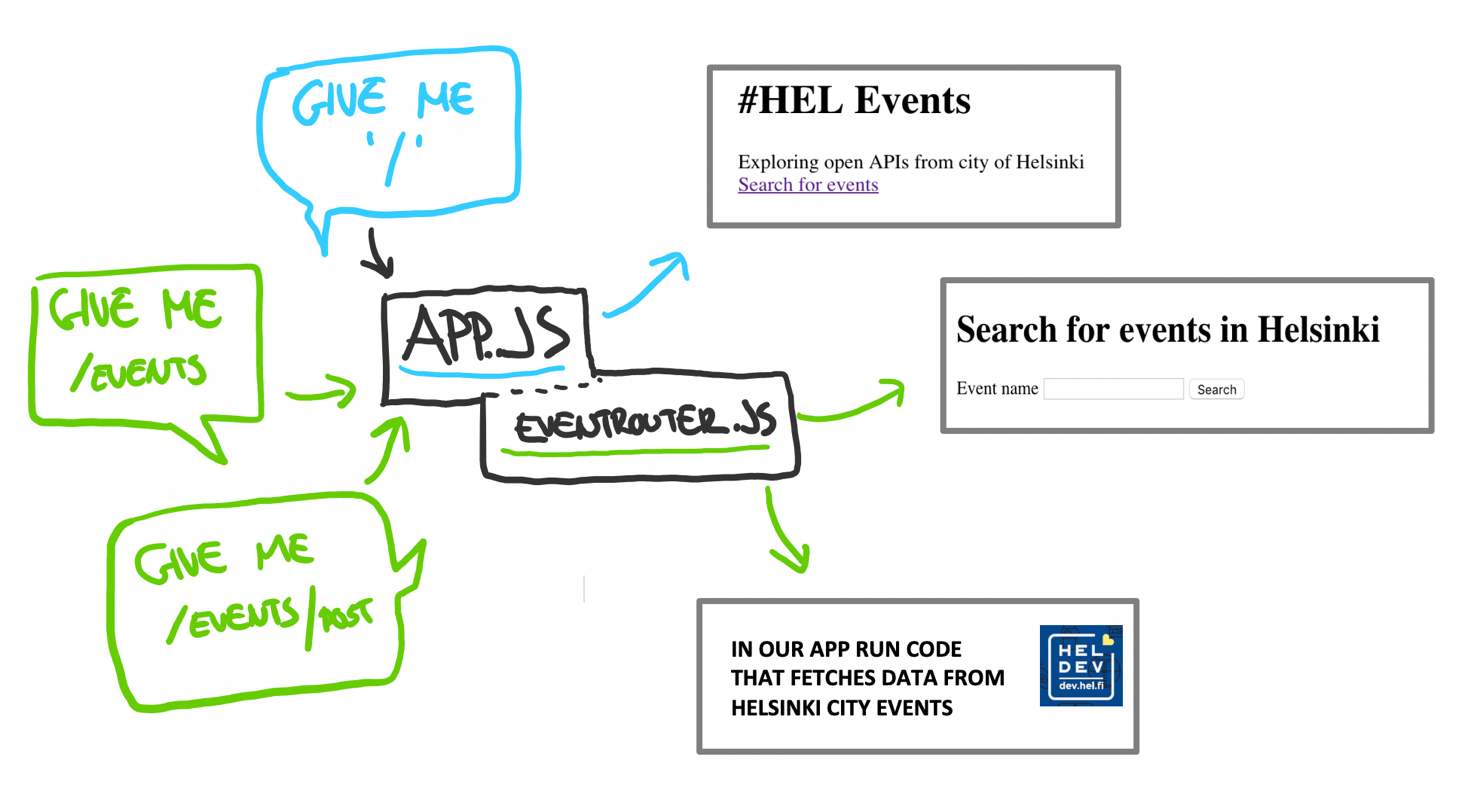 GIVE ME
'/'
#HEL Events
Exploring open APIs from city of Helsinki
Search for events
GIVE ME
/EVENTS
APP.JS
EVENTROUTER.JS
Search for events in Helsinki
Event name Search
GIVE ME
/EVENTS/POST
IN OUR APP RUN CODE
THAT FETCHES DATA FROM
HELSINKI CITY EVENTS
HEL
DEV
dev.hel.fi